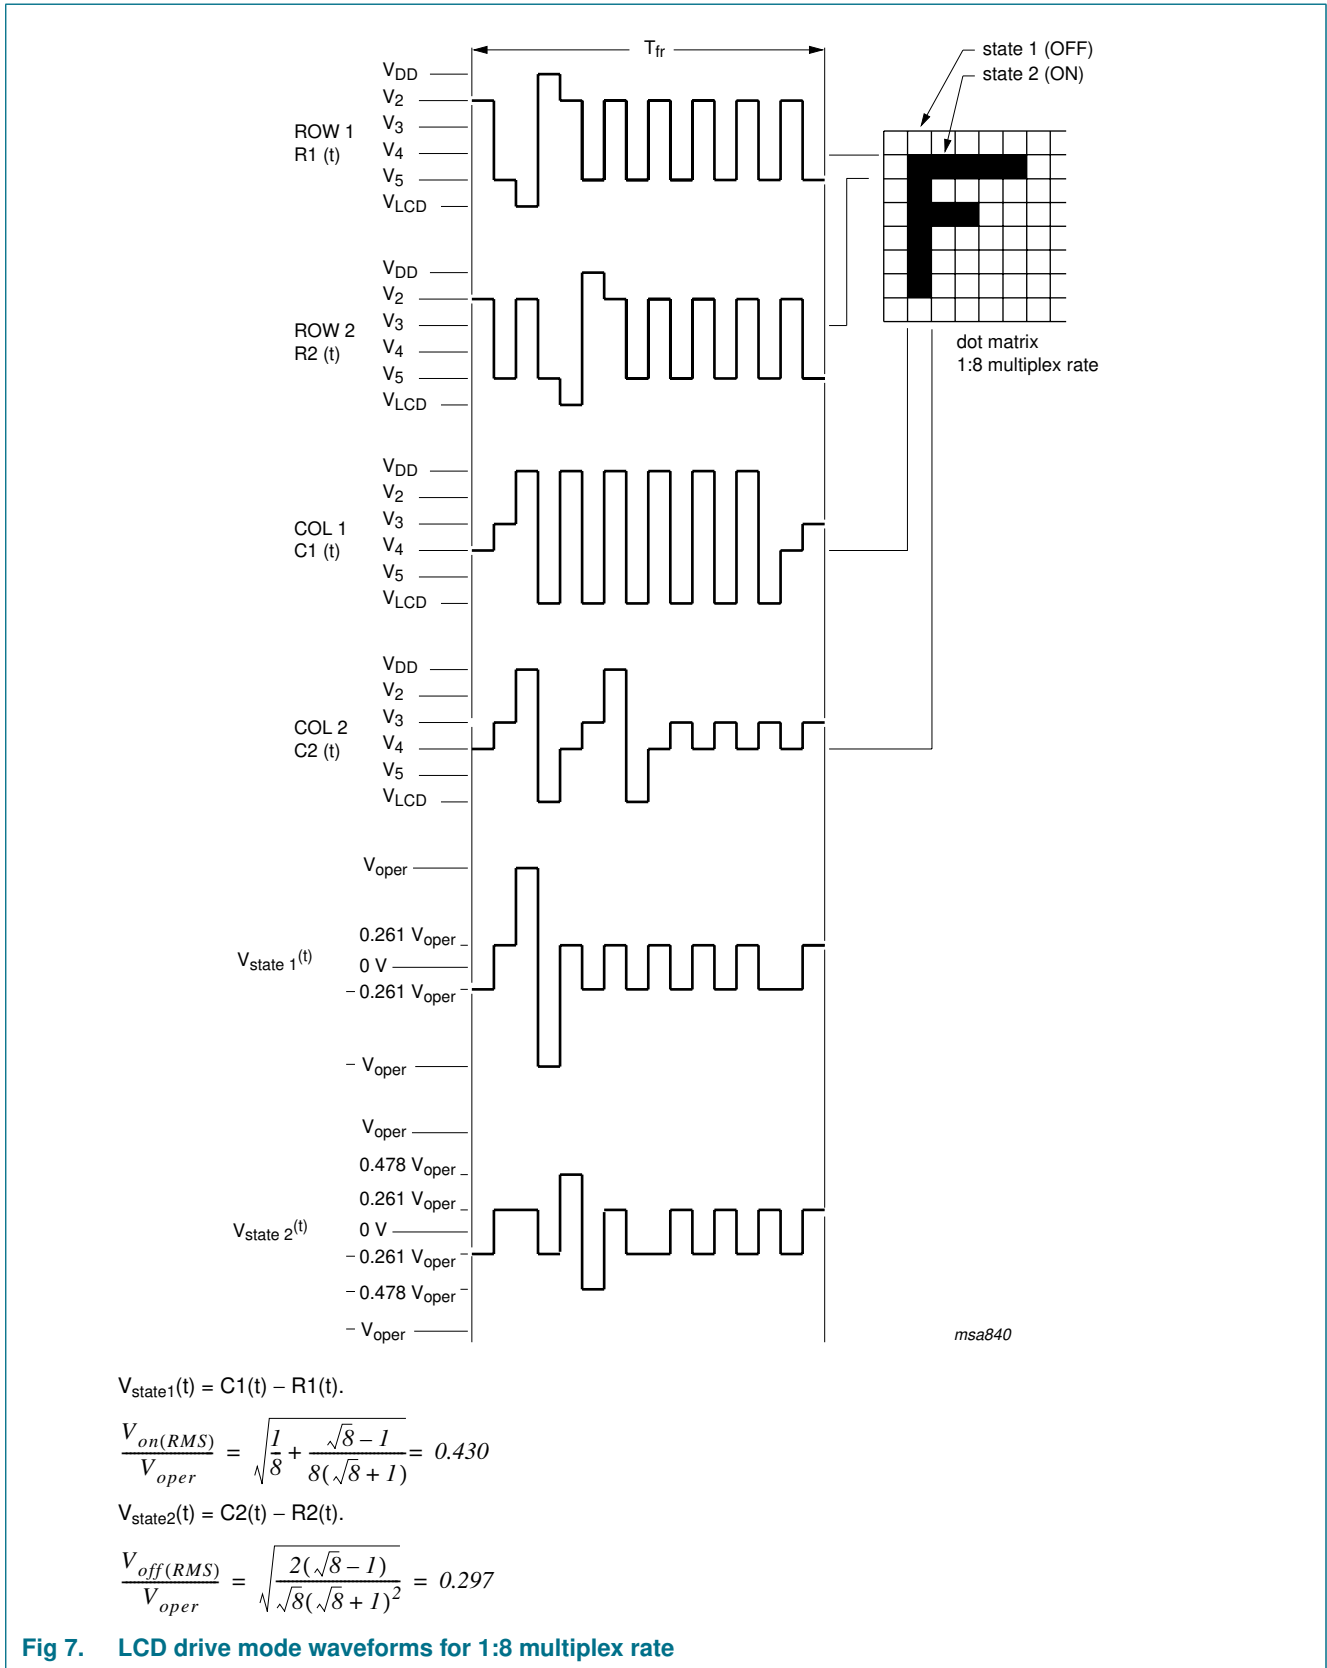 T_fr
state 1 (OFF)
state 2 (ON)
V_DD
V_2
V_3
V_4
V_5
V_LCD
ROW 1
R1 (t)
V_DD
V_2
V_3
V_4
V_5
V_LCD
ROW 2
R2 (t)
dot matrix
1:8 multiplex rate
V_DD
V_2
V_3
V_4
V_5
V_LCD
COL 1
C1 (t)
V_DD
V_2
V_3
V_4
V_5
V_LCD
COL 2
C2 (t)
V_oper
0.261 V_oper
V_state 1(t)
0 V
− 0.261 V_oper
− V_oper
V_oper
0.478 V_oper
0.261 V_oper
V_state 2(t)
0 V
− 0.261 V_oper
− 0.478 V_oper
− V_oper
msa840
V_state1(t) = C1(t) − R1(t).
V_on(RMS)/V_oper = √(1/8 + (√8 − 1)/(8(√8 + 1))) = 0.430
V_state2(t) = C2(t) − R2(t).
V_off(RMS)/V_oper = √(2(√8 − 1)/(√8(√8 + 1)²)) = 0.297
Fig 7. LCD drive mode waveforms for 1:8 multiplex rate